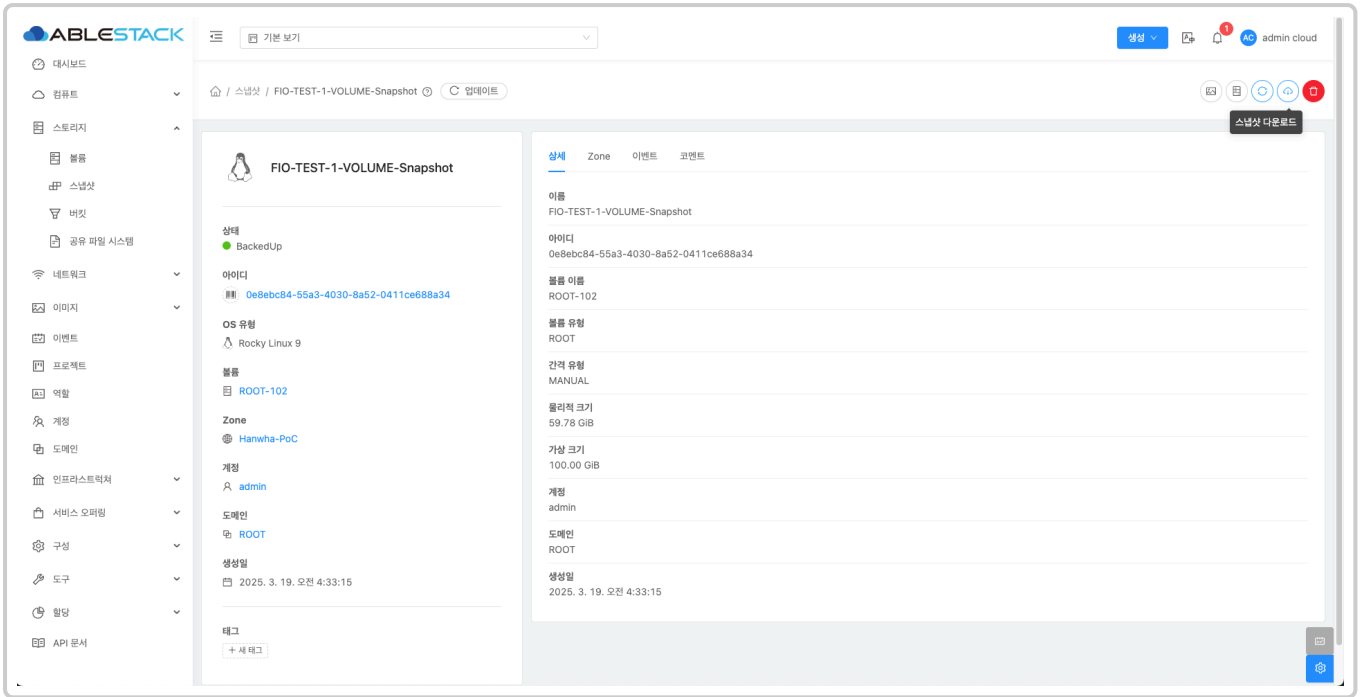 ABLESTACK
기본 보기
생성
1
AC
admin cloud
대시보드
컴퓨트
스토리지
볼륨
스냅샷
버킷
공유 파일 시스템
네트워크
이미지
이벤트
프로젝트
역할
계정
도메인
인프라스트럭쳐
서비스 오퍼링
구성
도구
할당
API 문서
/ 스냅샷 / FIO-TEST-1-VOLUME-Snapshot
업데이트
스냅샷 다운로드
FIO-TEST-1-VOLUME-Snapshot
상태
BackedUp
아이디
0e8ebc84-55a3-4030-8a52-0411ce688a34
OS 유형
Rocky Linux 9
볼륨
ROOT-102
Zone
Hanwha-PoC
계정
admin
도메인
ROOT
생성일
2025. 3. 19. 오전 4:33:15
태그
+ 새 태그
상세 Zone 이벤트 코멘트
이름
FIO-TEST-1-VOLUME-Snapshot
아이디
0e8ebc84-55a3-4030-8a52-0411ce688a34
볼륨 이름
ROOT-102
볼륨 유형
ROOT
간격 유형
MANUAL
물리적 크기
59.78 GiB
가상 크기
100.00 GiB
계정
admin
도메인
ROOT
생성일
2025. 3. 19. 오전 4:33:15